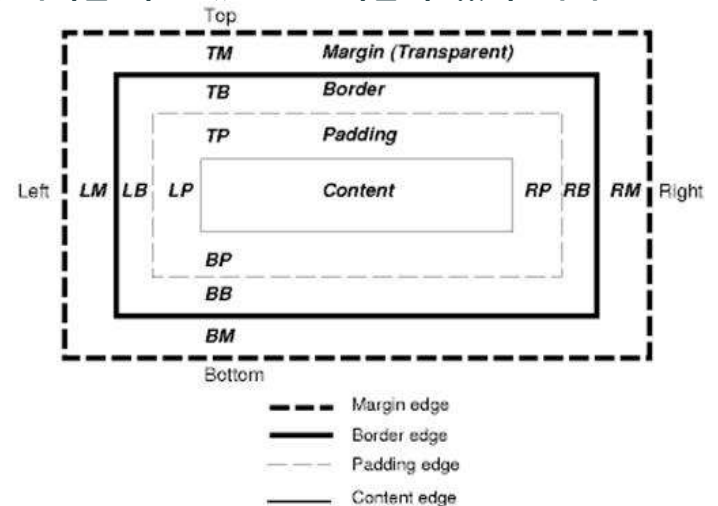 Top
TM Margin (Transparent)
TB Border
TP Padding
Left LM LB LP Content RP RB RM Right
BP
BB
BM
Bottom
Margin edge
Border edge
Padding edge
Content edge